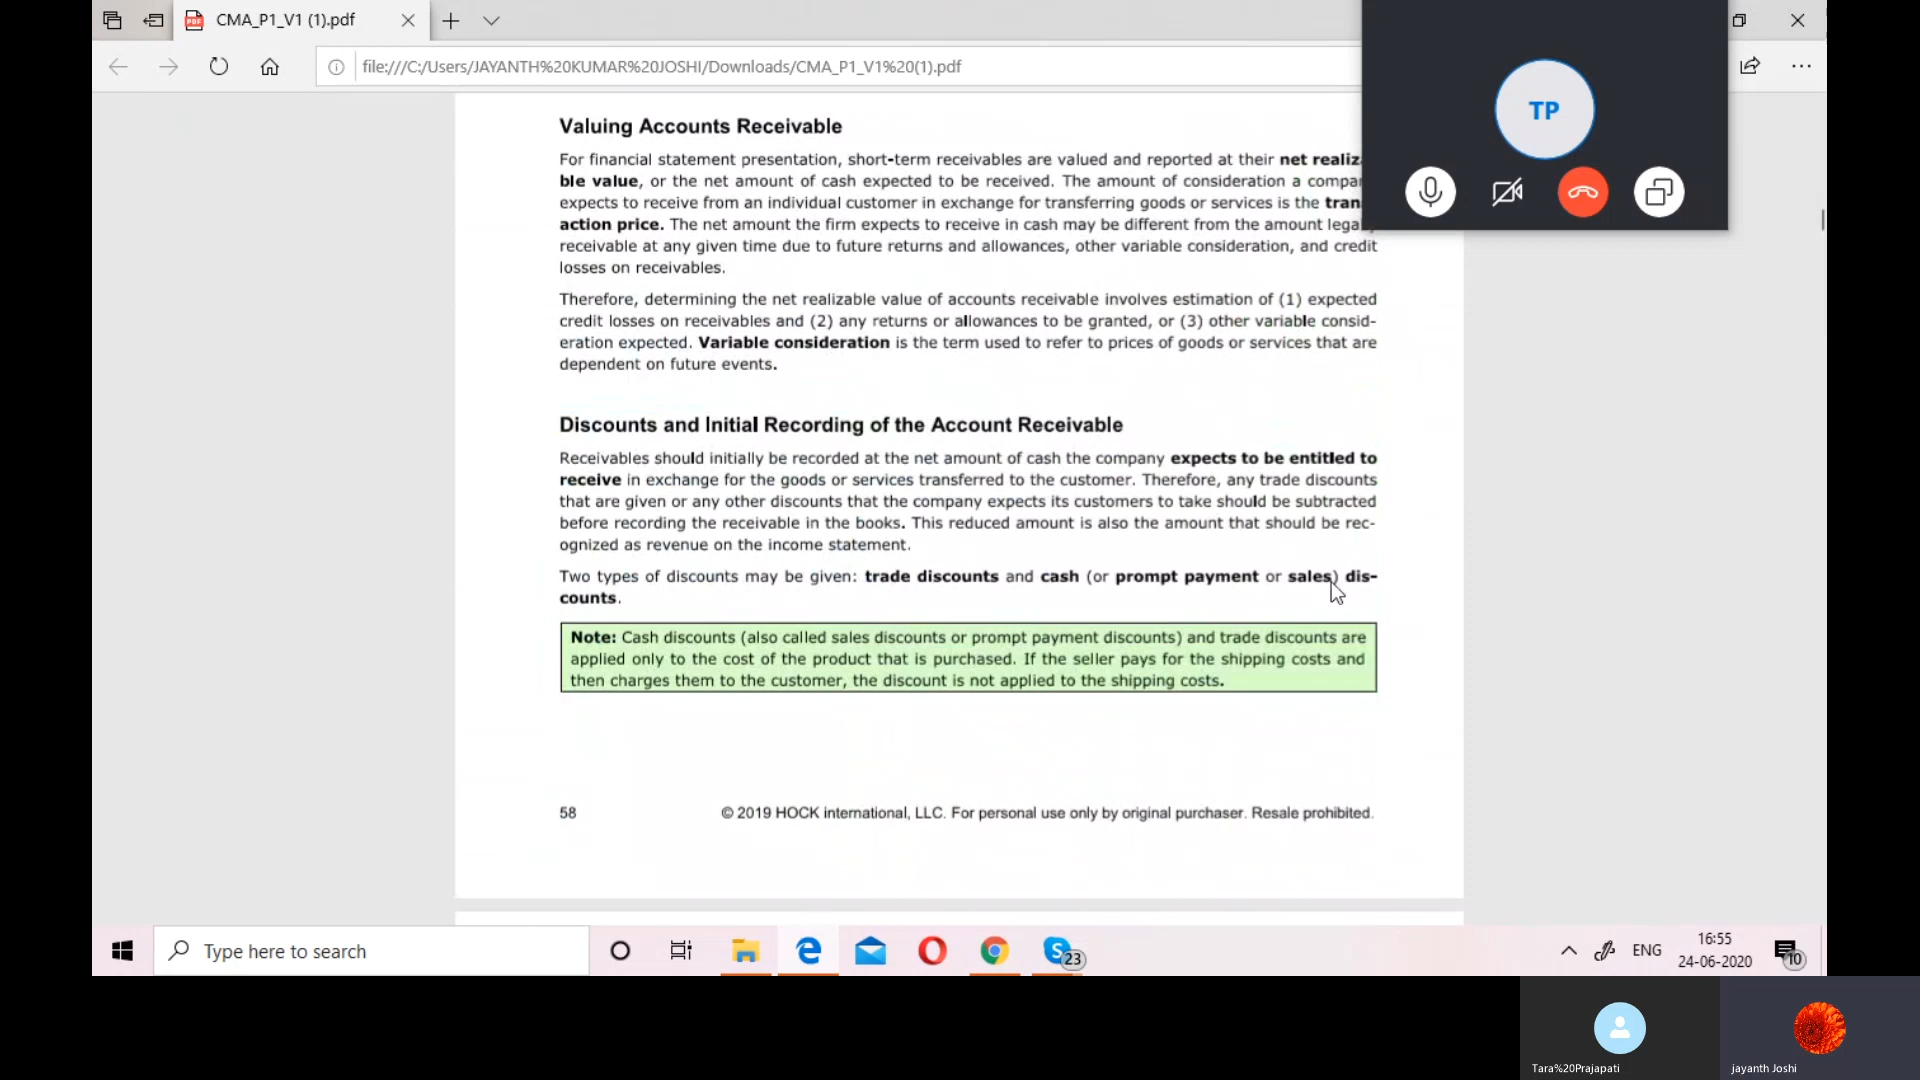 CMA_P1_V1 (1).pdf
file:///C:/Users/JAYANTH%20KUMAR%20JOSHI/Downloads/CMA_P1_V1%20(1).pdf
TP
Valuing Accounts Receivable
For financial statement presentation, short-term receivables are valued and reported at their net realiz
ble value, or the net amount of cash expected to be received. The amount of consideration a compa
expects to receive from an individual customer in exchange for transferring goods or services is the tran
action price. The net amount the firm expects to receive in cash may be different from the amount lega
receivable at any given time due to future returns and allowances, other variable consideration, and credit
losses on receivables.
Therefore, determining the net realizable value of accounts receivable involves estimation of (1) expected
credit losses on receivables and (2) any returns or allowances to be granted, or (3) other variable consid-
eration expected. Variable consideration is the term used to refer to prices of goods or services that are
dependent on future events.
Discounts and Initial Recording of the Account Receivable
Receivables should initially be recorded at the net amount of cash the company expects to be entitled to
receive in exchange for the goods or services transferred to the customer. Therefore, any trade discounts
that are given or any other discounts that the company expects its customers to take should be subtracted
before recording the receivable in the books. This reduced amount is also the amount that should be rec-
ognized as revenue on the income statement.
Two types of discounts may be given: trade discounts and cash (or prompt payment or sales) dis-
counts.
Note: Cash discounts (also called sales discounts or prompt payment discounts) and trade discounts are
applied only to the cost of the product that is purchased. If the seller pays for the shipping costs and
then charges them to the customer, the discount is not applied to the shipping costs.
58 © 2019 HOCK international, LLC. For personal use only by original purchaser. Resale prohibited.
Type here to search
23
ENG
16:55
24-06-2020
10
Tara%20Prajapati
jayanth Joshi